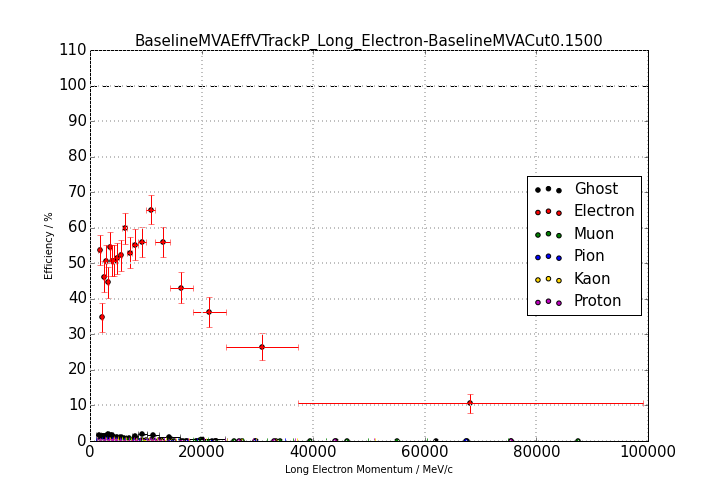 BaselineMVAEffVTrackP_Long_Electron-BaselineMVACut0.1500
110
100
90
80
70
60
50
40
30
20
10
0
Efficiency / %
Ghost
Electron
Muon
Pion
Kaon
Proton
0 20000 40000 60000 80000 100000
Long Electron Momentum / MeV/c